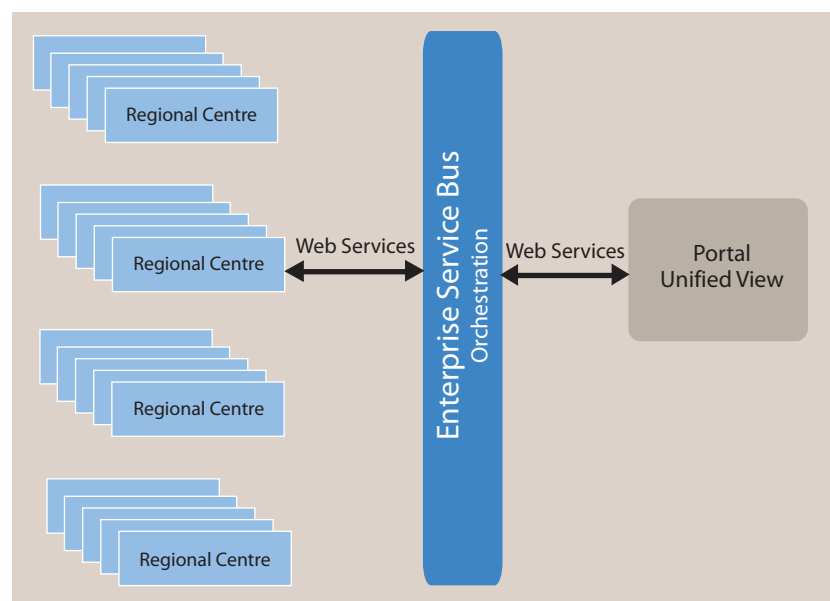 Regional Centre
Regional Centre
Web Services
Enterprise Service Bus
Orchestration
Web Services
Portal
Unified View
Regional Centre
Regional Centre